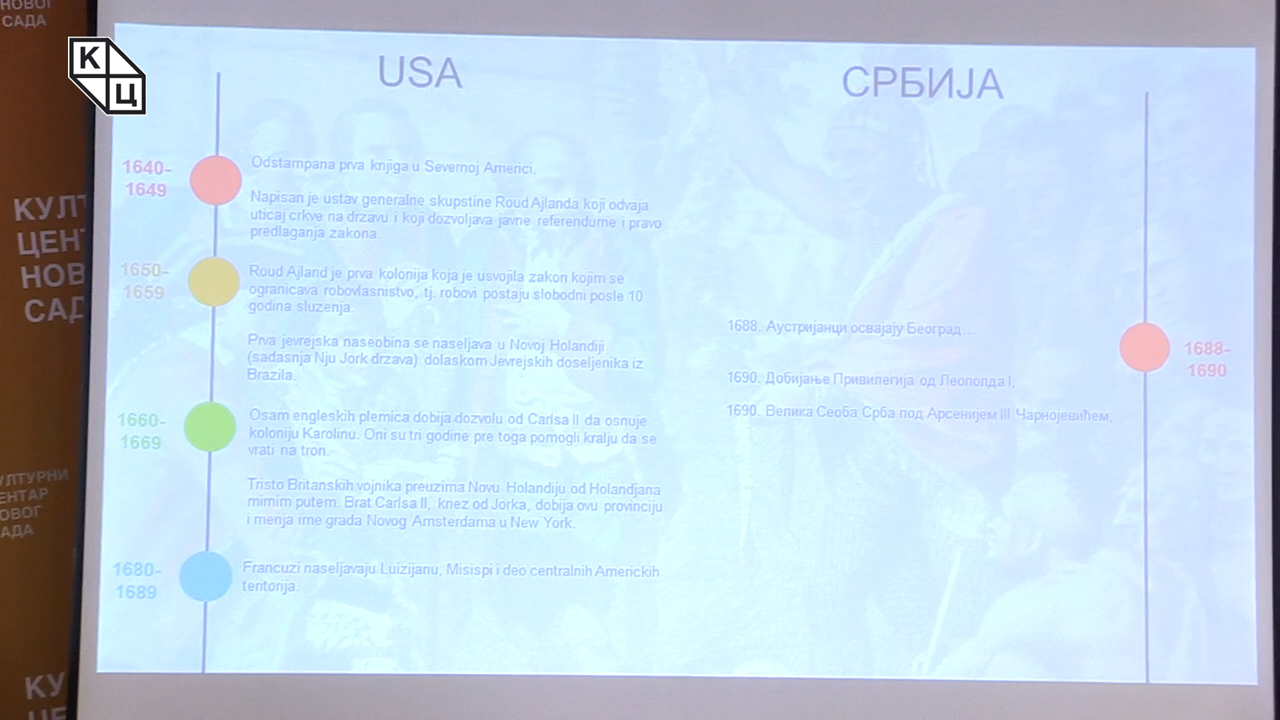 НОВОГ
САДА
К
Ц
КУЛТ
ЦЕНТ
НОВ
САД
УЛТУРНИ
ЕНТАР
ОВОГ
АДА
КУ
ЦЕ
USA
1640-
1649
Odstampana prva knjiga u Severnoj Americi.
Napisan je ustav generalne skupstine Roud Ajlanda koji odvaja
uticaj crkve na drzavu i koji dozvoljava javne referendume i pravo
predlaganja zakona.
1650-
1659
Roud Ajland je prva kolonija koja je usvojila zakon kojim se
ogranicava robovlasnistvo, tj. robovi postaju slobodni posle 10
godina sluzenja.
Prva jevrejska naseobina se naseljava u Novoj Holandiji
(sadasnja Nju Jork drzava) dolaskom Jevrejskih doseljenika iz
Brazila.
1660-
1669
Osam engleskih plemica dobija dozvolu od Carlsa II da osnuje
koloniju Karolinu. Oni su tri godine pre toga pomogli kralju da se
vrati na tron.
Tristo Britanskih vojnika preuzima Novu Holandiju od Holandjana
mirnim putem. Brat Carlsa II, knez od Jorka, dobija ovu provinciju
i menja ime grada Novog Amsterdama u New York.
1680-
1689
Francuzi naseljavaju Luizijanu, Misispi i deo centralnih Americkih
teritorija.
СРБИЈА
1688. Аустријанци освајају Београд...
1690. Добијање Привилегија од Леополда I,
1690. Велика Сеоба Срба под Арсенијем III Чарнојевићем,
1688-
1690